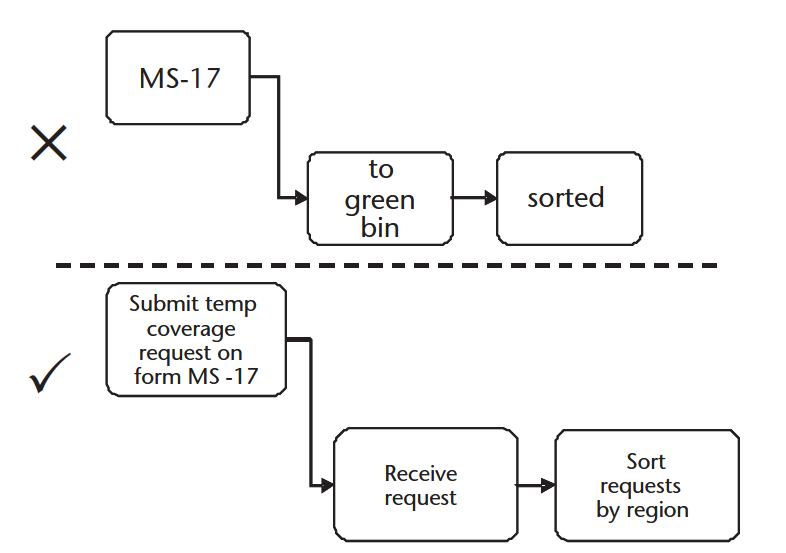 MS-17
to
green
bin
sorted
Submit temp
coverage
request on
form MS -17
Receive
request
Sort
requests
by region